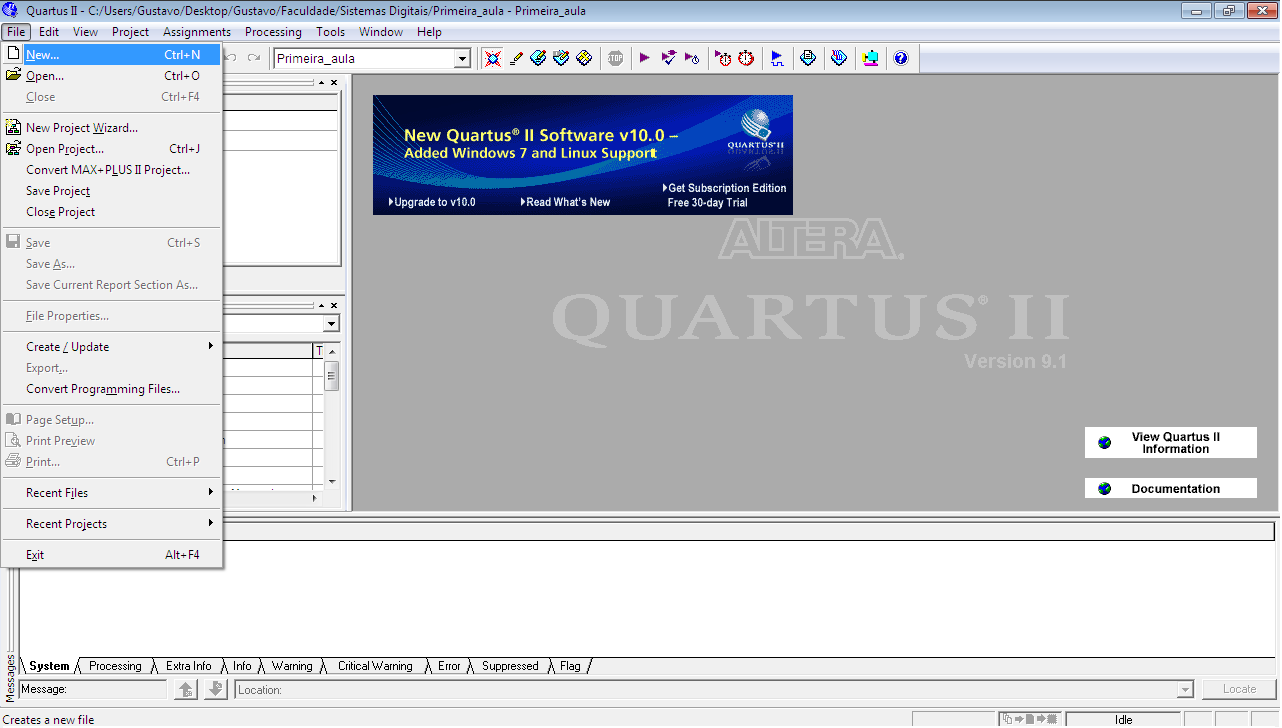 Quartus II - C:/Users/Gustavo/Desktop/Gustavo/Faculdade/Sistemas Digitais/Primeira_aula - Primeira_aula
File Edit View Project Assignments Processing Tools Window Help
New... Ctrl+N
Open... Ctrl+O
Close Ctrl+F4
New Project Wizard...
Open Project... Ctrl+J
Convert MAX+PLUS II Project...
Save Project
Close Project
Save Ctrl+S
Save As...
Save Current Report Section As...
File Properties...
Create / Update
Export...
Convert Programming Files...
Page Setup...
Print Preview
Print... Ctrl+P
Recent Files
Recent Projects
Exit Alt+F4
Primeira_aula
STOP
T
New Quartus® II Software v10.0 –
Added Windows 7 and Linux Support
QUARTUS® II
Get Subscription Edition
Upgrade to v10.0 Read What's New Free 30-day Trial
ALTERA®
QUARTUS® II
Version 9.1
View Quartus II
Information
Documentation
Messages
System Processing Extra Info Info Warning Critical Warning Error Suppressed Flag
Message: Location: Locate
Creates a new file Idle